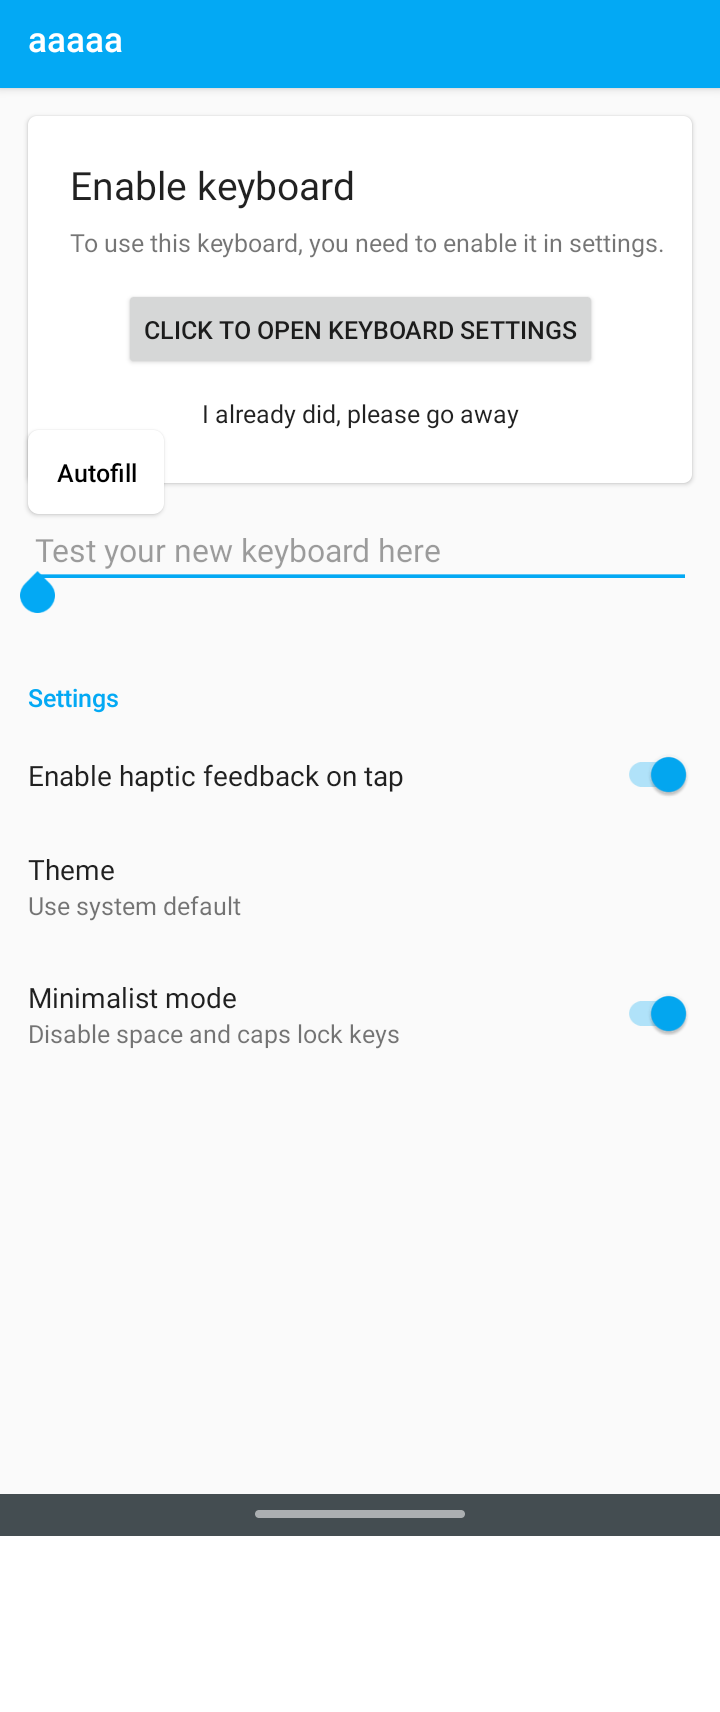 aaaaa
Enable keyboard
To use this keyboard, you need to enable it in settings.
CLICK TO OPEN KEYBOARD SETTINGS
I already did, please go away
Autofill
Test your new keyboard here
Settings
Enable haptic feedback on tap
Theme
Use system default
Minimalist mode
Disable space and caps lock keys